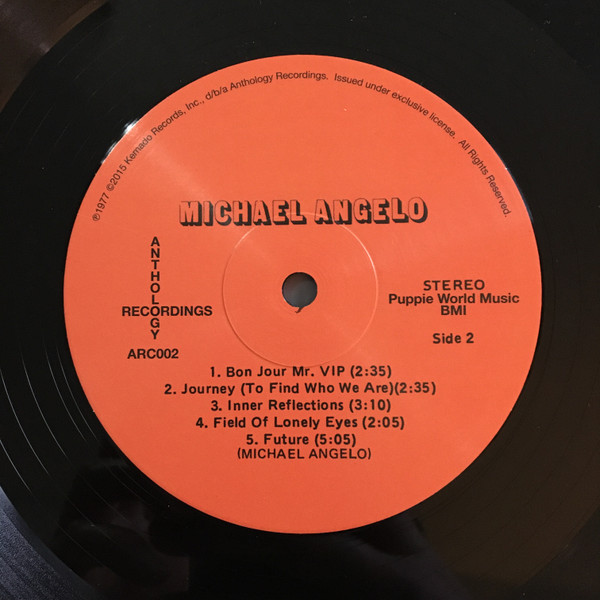 ℗1977 ©2015 Kemado Records, Inc., d/b/a Anthology Recordings. Issued under exclusive license. All Rights Reserved.
MICHAEL ANGELO
ANTHOLOGY
RECORDINGS
ARC002
STEREO
Puppie World Music
BMI
Side 2
1. Bon Jour Mr. VIP (2:35)
2. Journey (To Find Who We Are)(2:35)
3. Inner Reflections (3:10)
4. Field Of Lonely Eyes (2:05)
5. Future (5:05)
(MICHAEL ANGELO)